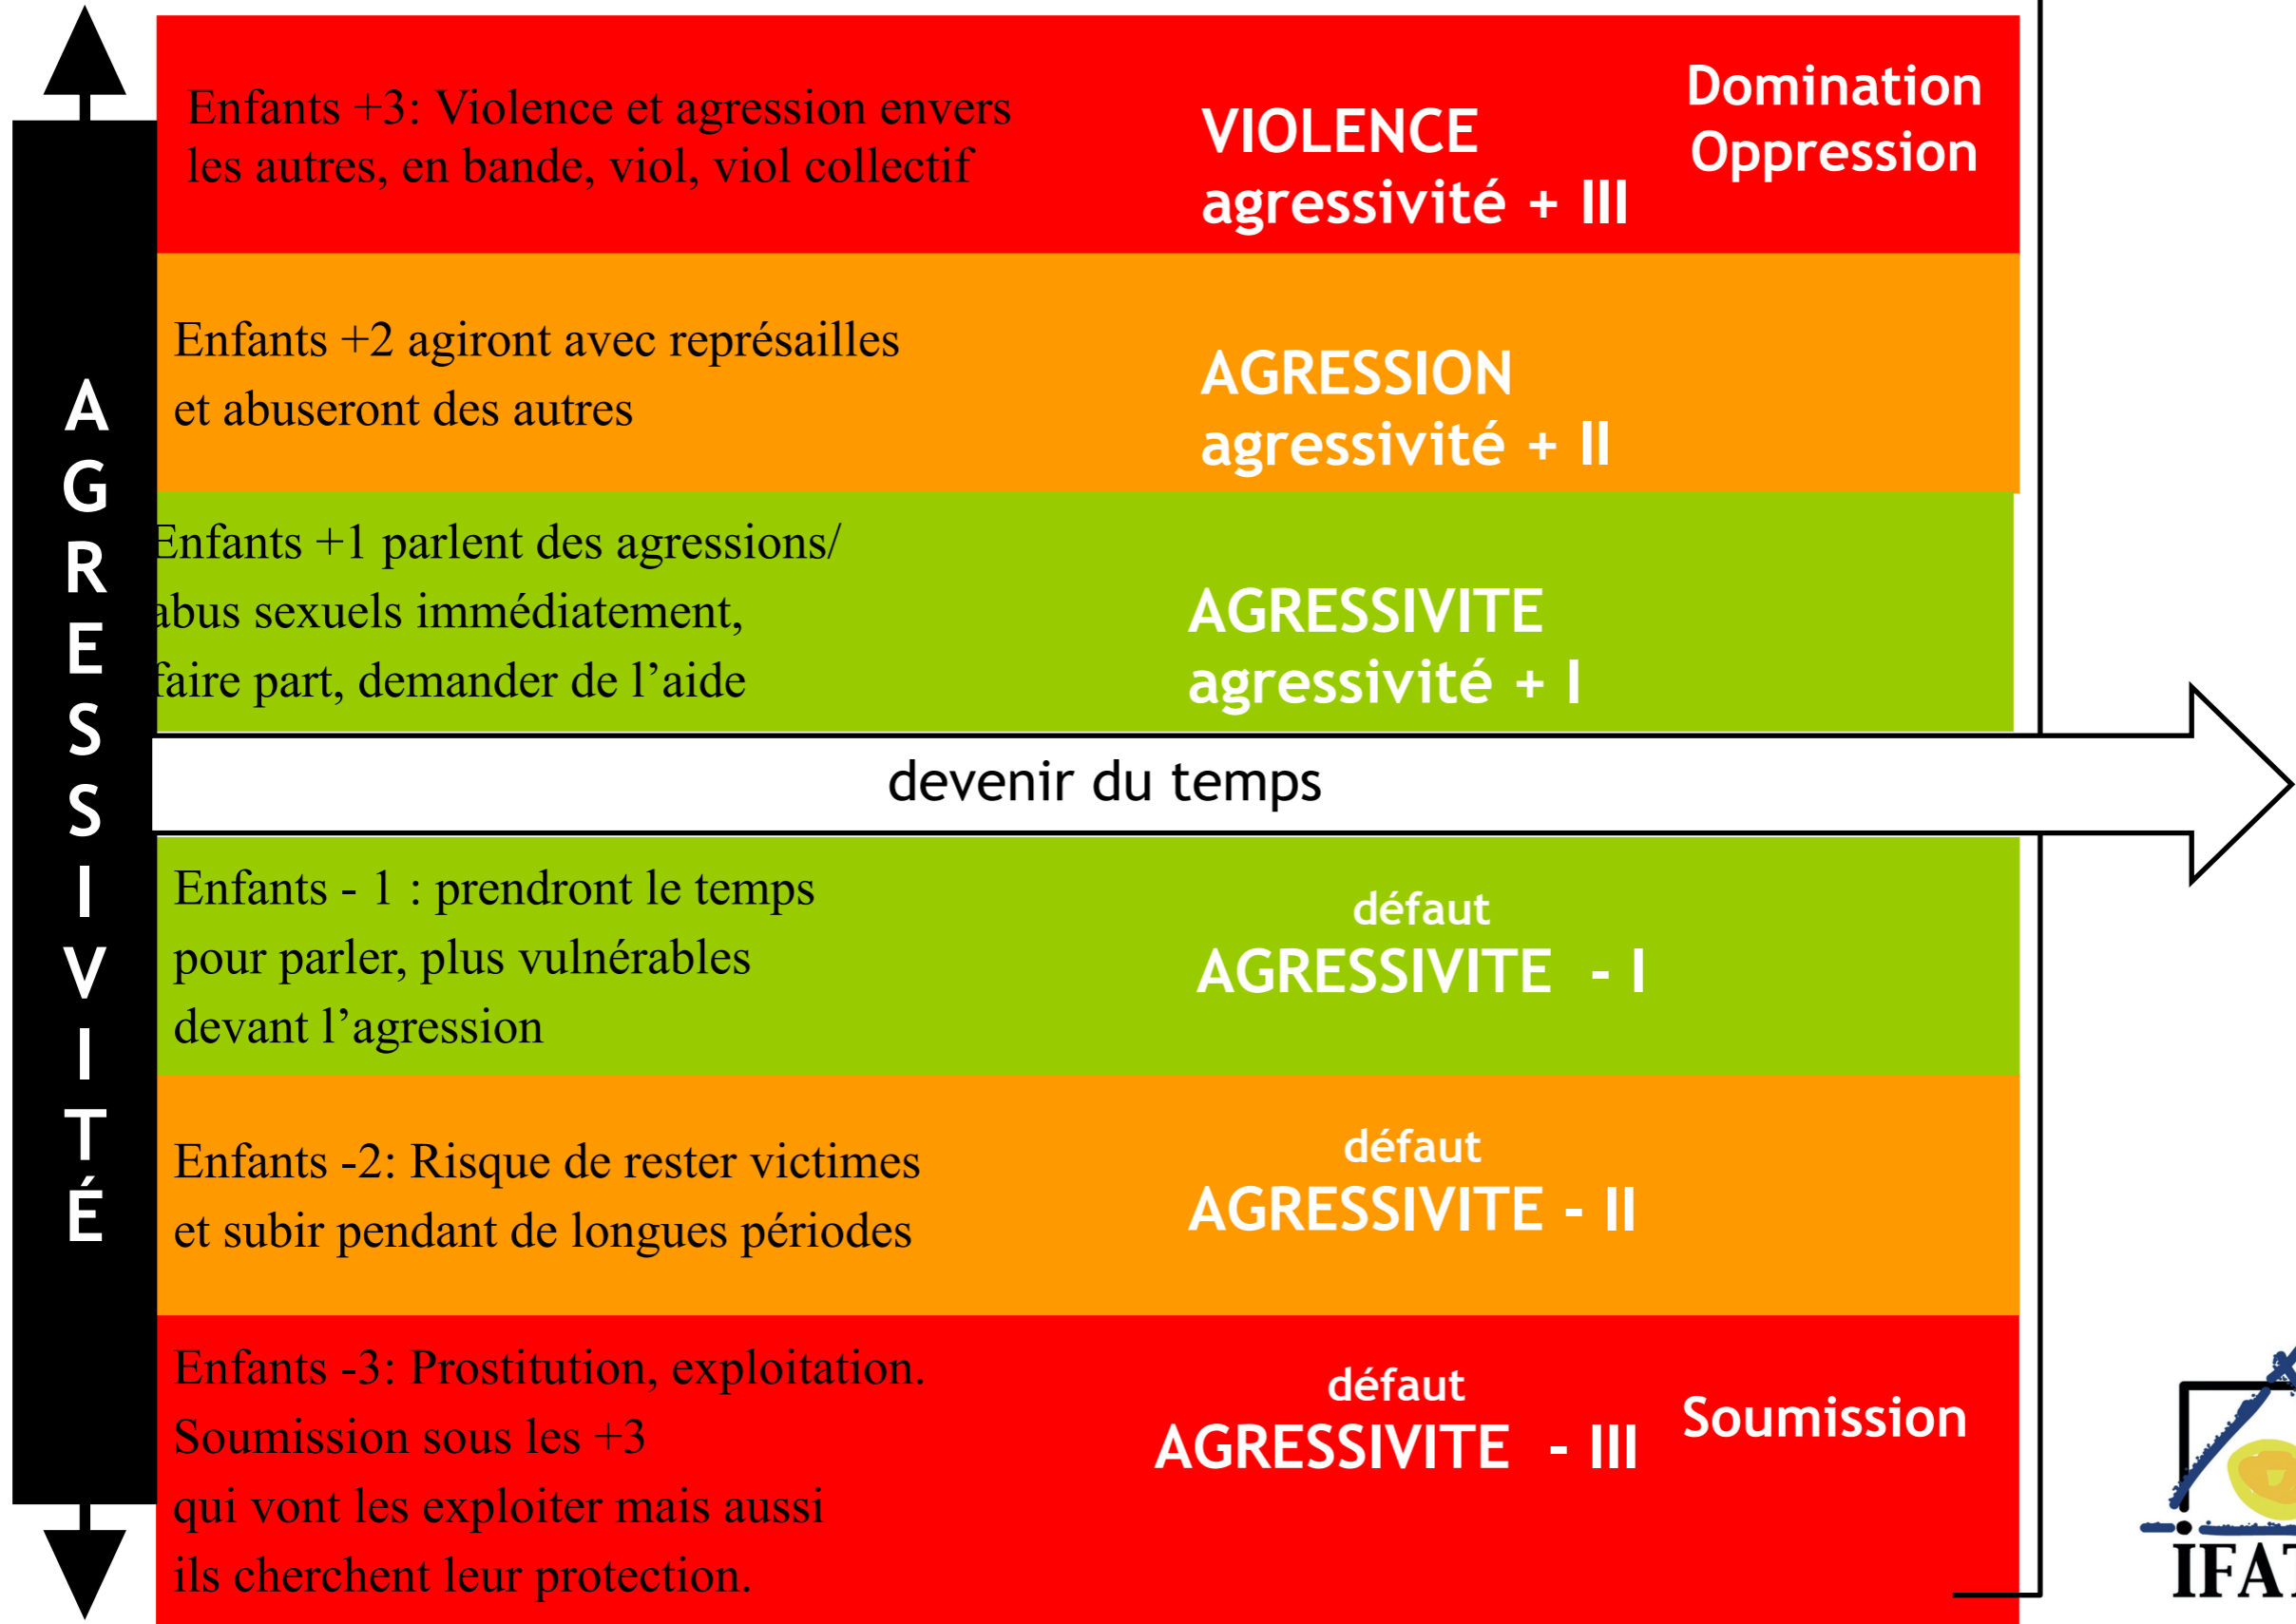 AGRESSIVITÉ
Enfants +3: Violence et agression envers
les autres, en bande, viol, viol collectif
VIOLENCE
agressivité + III
Domination
Oppression
Enfants +2 agiront avec représailles
et abuseront des autres
AGRESSION
agressivité + II
Enfants +1 parlent des agressions/
abus sexuels immédiatement,
faire part, demander de l’aide
AGRESSIVITE
agressivité + I
devenir du temps
Enfants - 1 : prendront le temps
pour parler, plus vulnérables
devant l’agression
défaut
AGRESSIVITE - I
Enfants -2: Risque de rester victimes
et subir pendant de longues périodes
défaut
AGRESSIVITE - II
Enfants -3: Prostitution, exploitation.
Soumission sous les +3
qui vont les exploiter mais aussi
ils cherchent leur protection.
défaut
AGRESSIVITE - III
Soumission